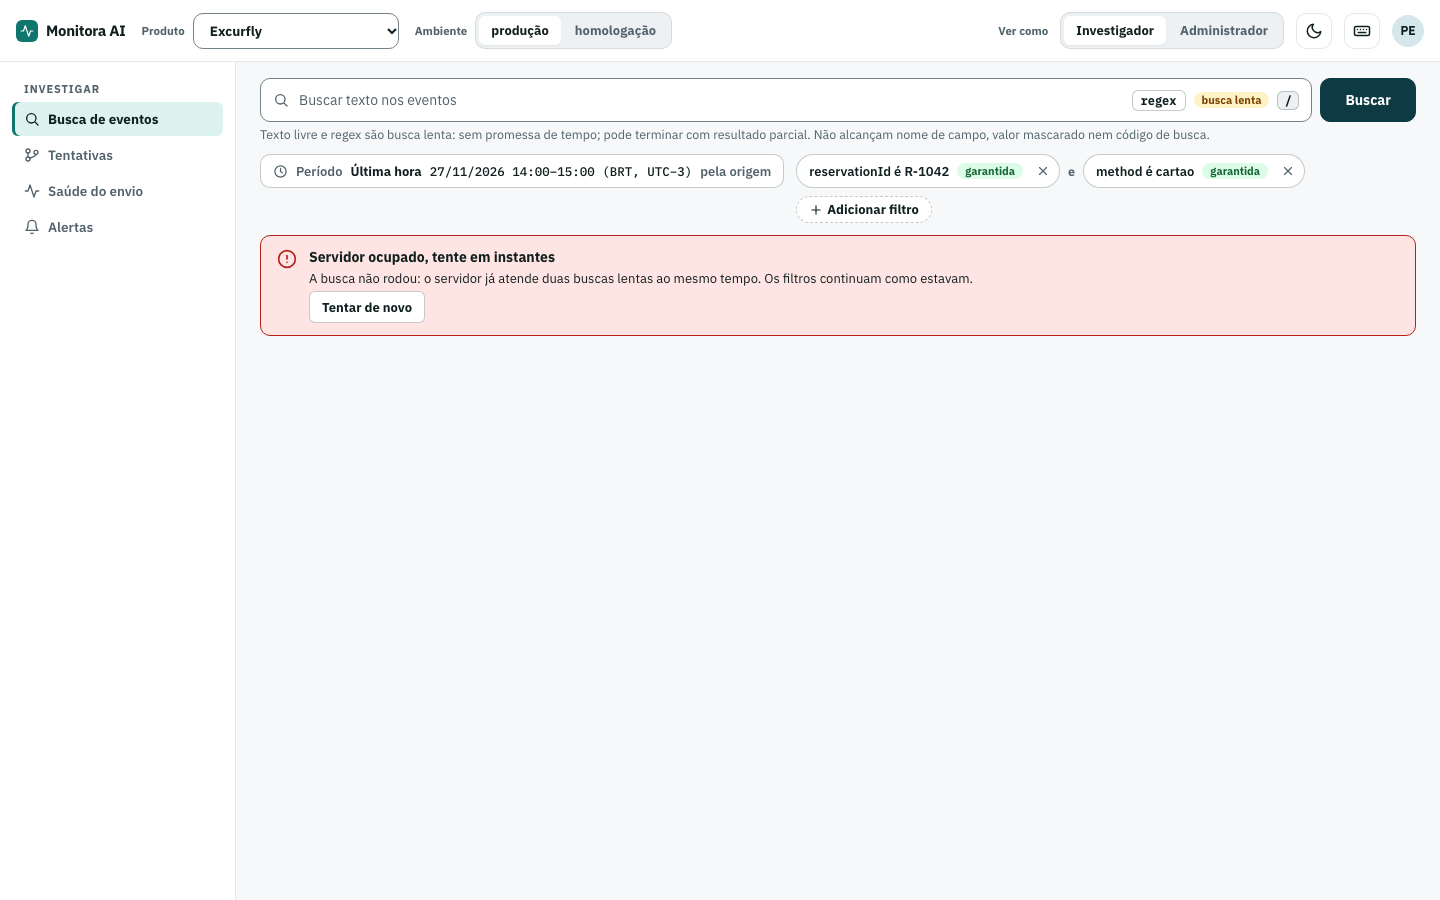 Monitora AI Produto Excurfly Ambiente produção homologação Ver como Investigador Administrador PE
INVESTIGAR
Busca de eventos
Tentativas
Saúde do envio
Alertas
Buscar texto nos eventos regex busca lenta / Buscar
Texto livre e regex são busca lenta: sem promessa de tempo; pode terminar com resultado parcial. Não alcançam nome de campo, valor mascarado nem código de busca.
Período Última hora 27/11/2026 14:00–15:00 (BRT, UTC−3) pela origem reservationId é R-1042 garantida e method é cartao garantida
Adicionar filtro
Servidor ocupado, tente em instantes
A busca não rodou: o servidor já atende duas buscas lentas ao mesmo tempo. Os filtros continuam como estavam.
Tentar de novo